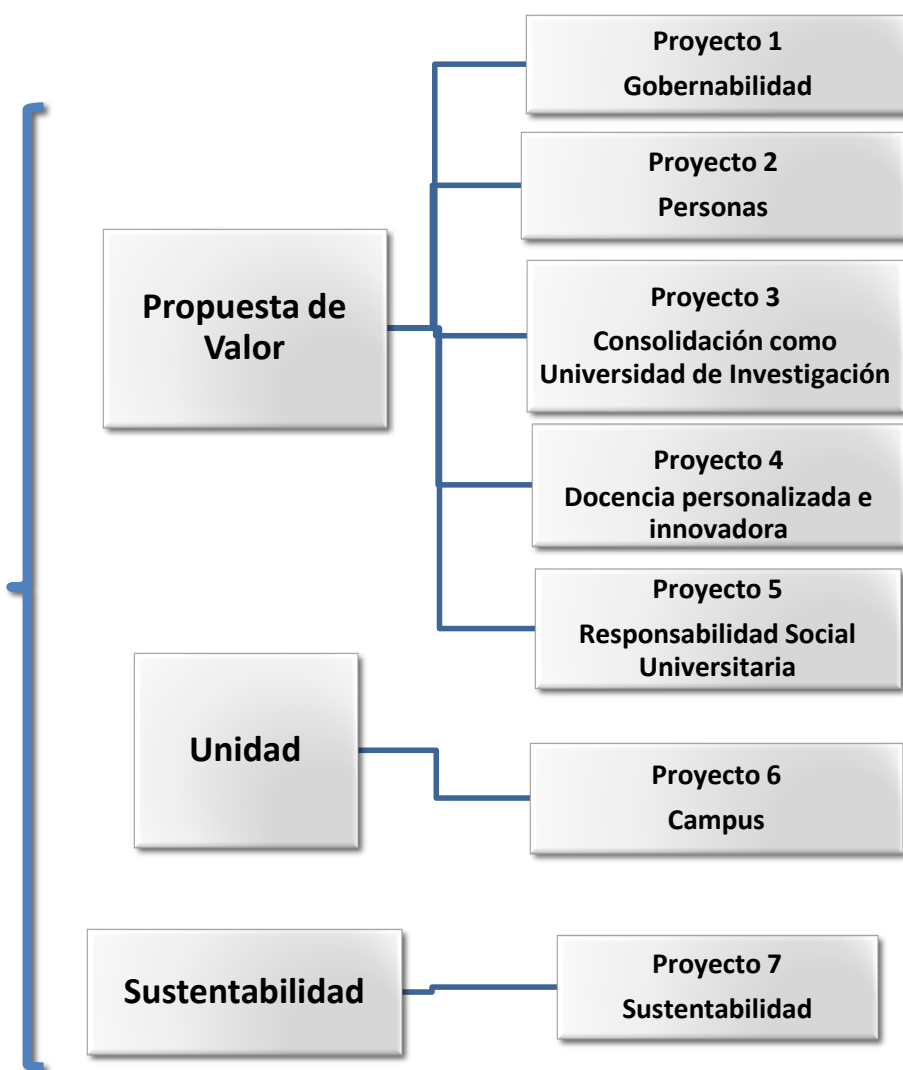 Propuesta de
Valor
Proyecto 1
Gobernabilidad
Proyecto 2
Personas
Proyecto 3
Consolidación como
Universidad de Investigación
Proyecto 4
Docencia personalizada e
innovadora
Proyecto 5
Responsabilidad Social
Universitaria
Unidad
Proyecto 6
Campus
Sustentabilidad
Proyecto 7
Sustentabilidad